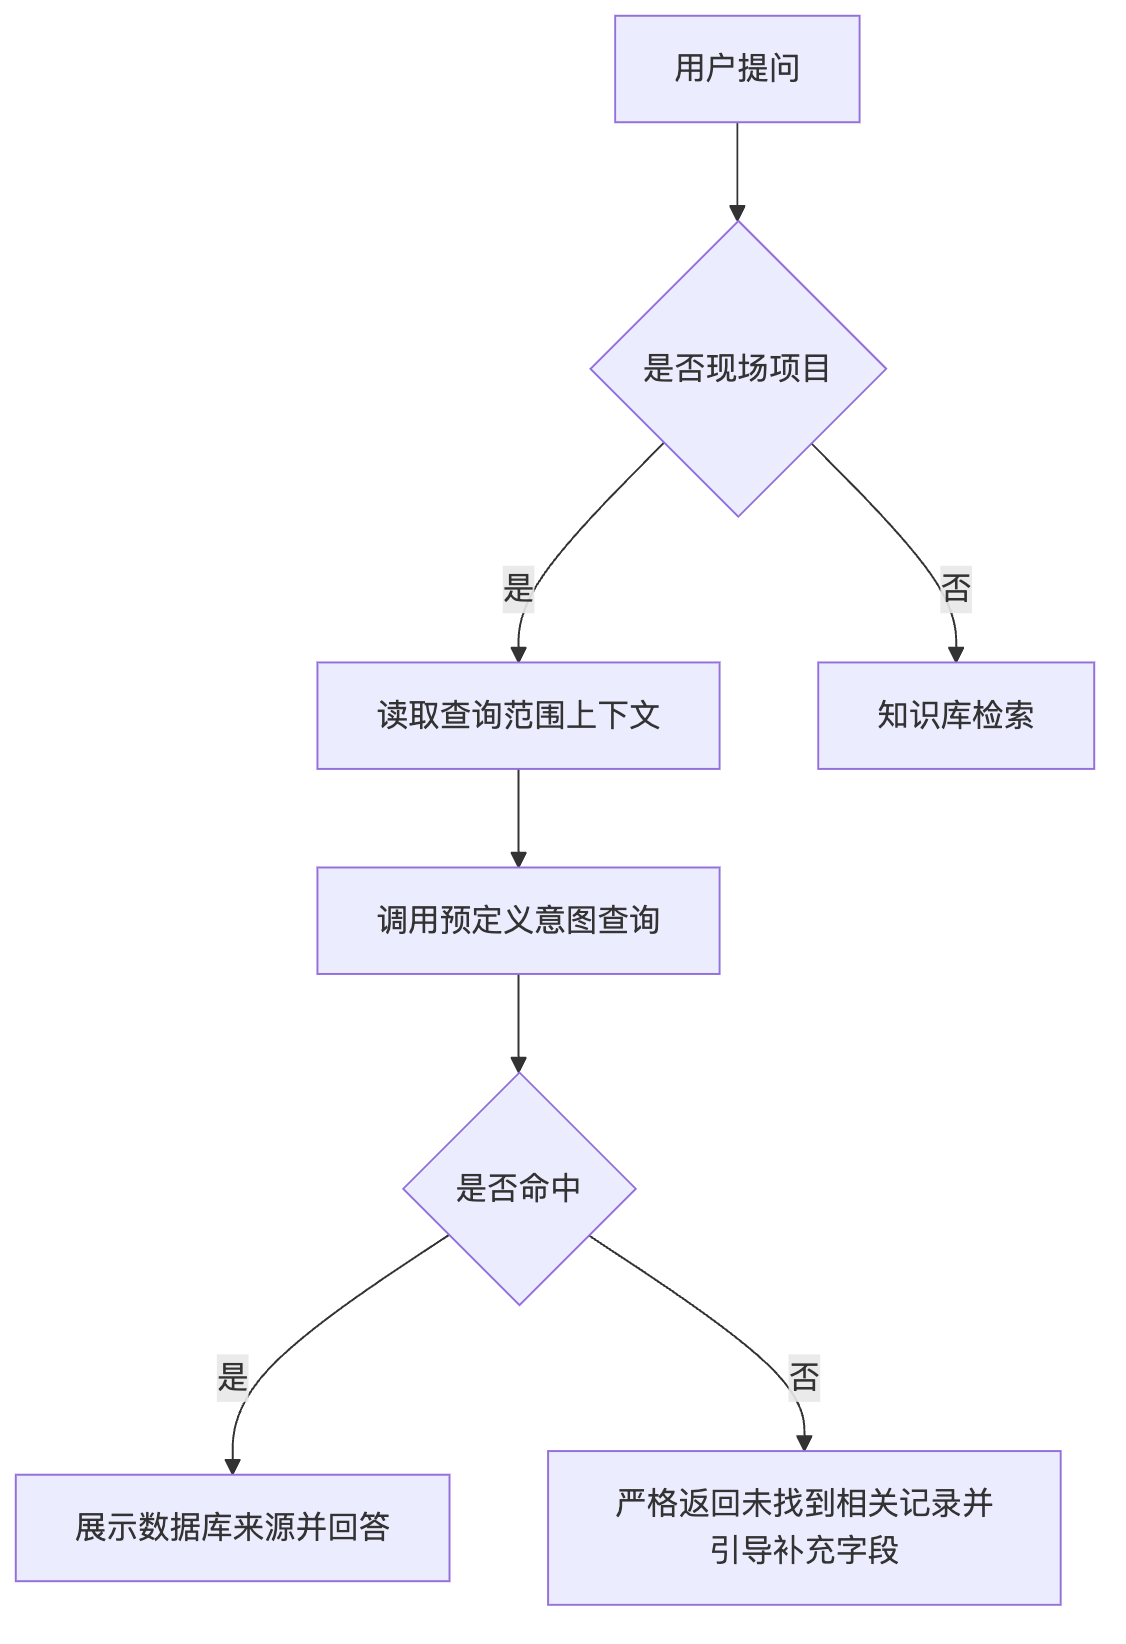 用户提问
是否现场项目
是
否
读取查询范围上下文
知识库检索
调用预定义意图查询
是否命中
是
否
展示数据库来源并回答
严格返回未找到相关记录并
引导补充字段